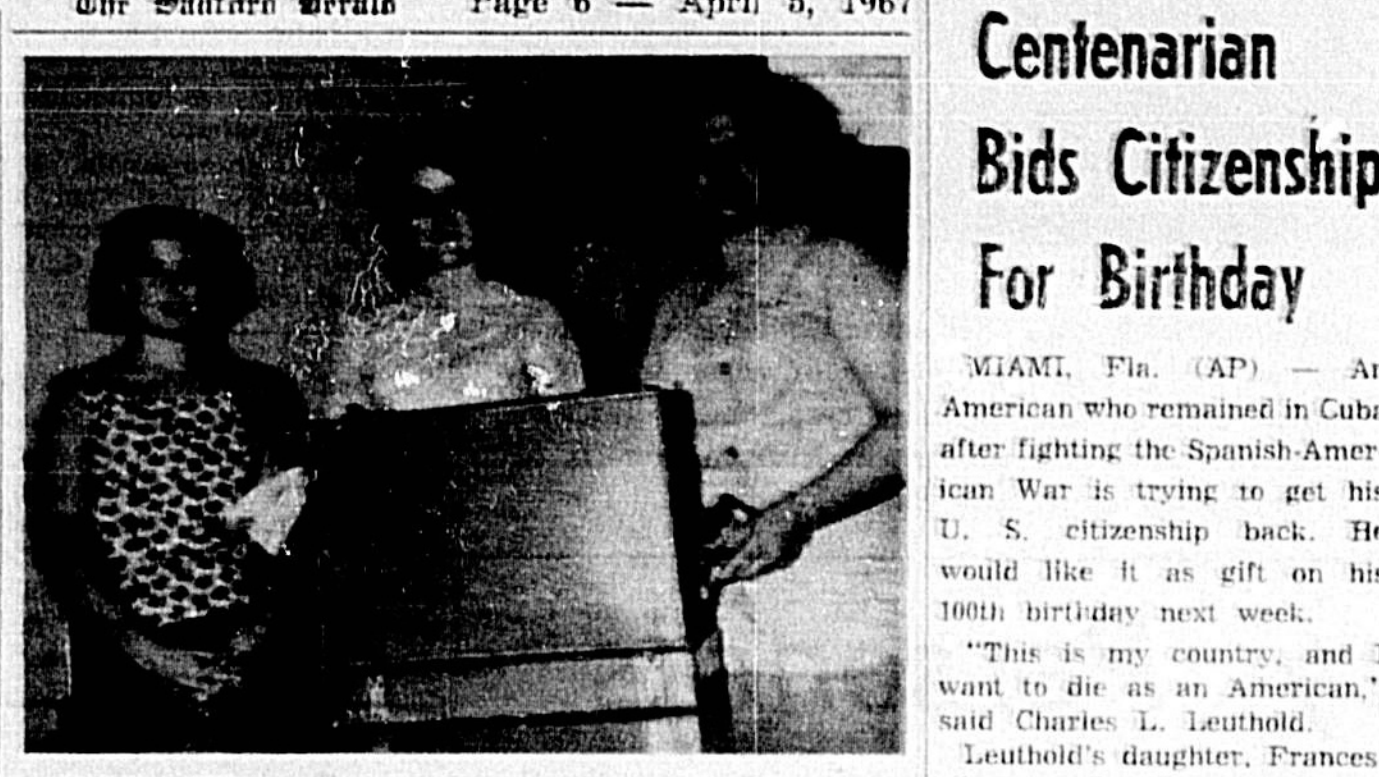 The Sanford Herald Page 6 — April 5, 1967
Centenarian
Bids Citizenship
For Birthday
MIAMI, Fla. (AP) — An
American who remained in Cuba
after fighting the Spanish-Amer-
ican War is trying to get his
U. S. citizenship back. He
would like it as gift on his
100th birthday next week.
"This is my country, and I
want to die as an American,"
said Charles L. Leuthold.
Leuthold's daughter, Frances